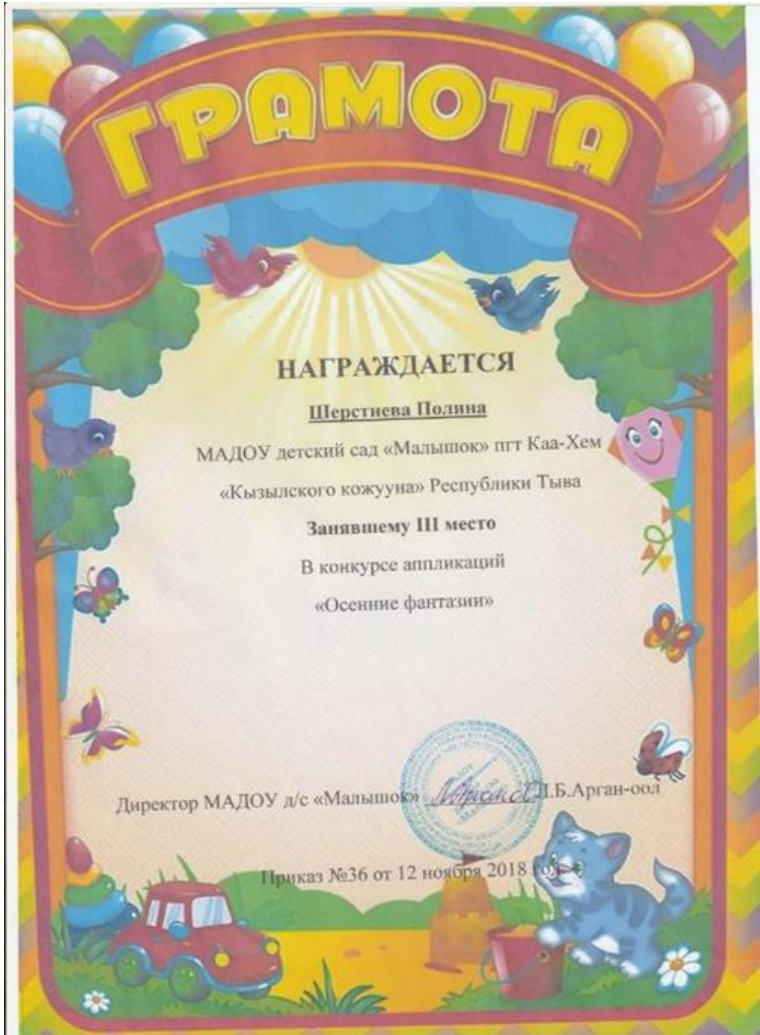 ГРАМОТА
НАГРАЖДАЕТСЯ
Шерстнева Полина
МАДОУ детский сад «Малышок» пгт Каа-Хем
«Кызылского кожууна» Республики Тыва
Занявшему III место
В конкурсе аппликаций
«Осенние фантазии»
Директор МАДОУ д/с «Малышок» Л.Б.Арган-оол
Приказ №36 от 12 ноября 2018